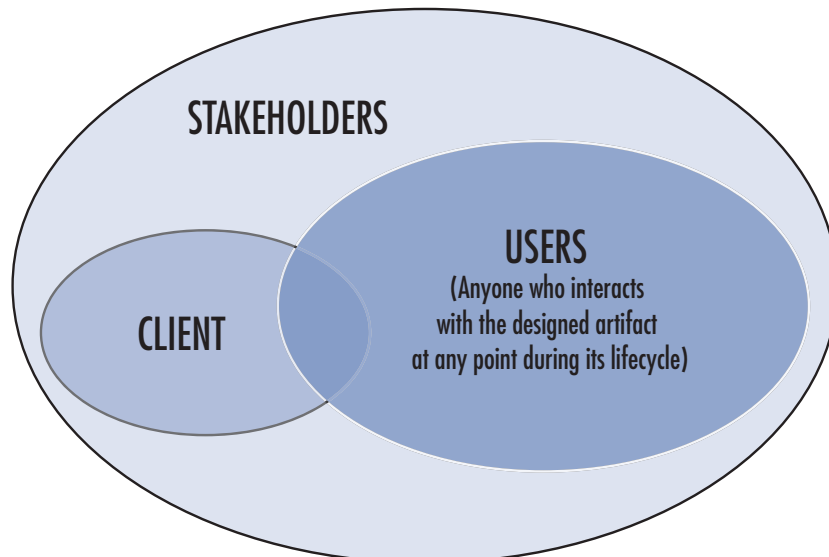 STAKEHOLDERS
USERS
(Anyone who interacts
with the designed artifact
at any point during its lifecycle)
CLIENT